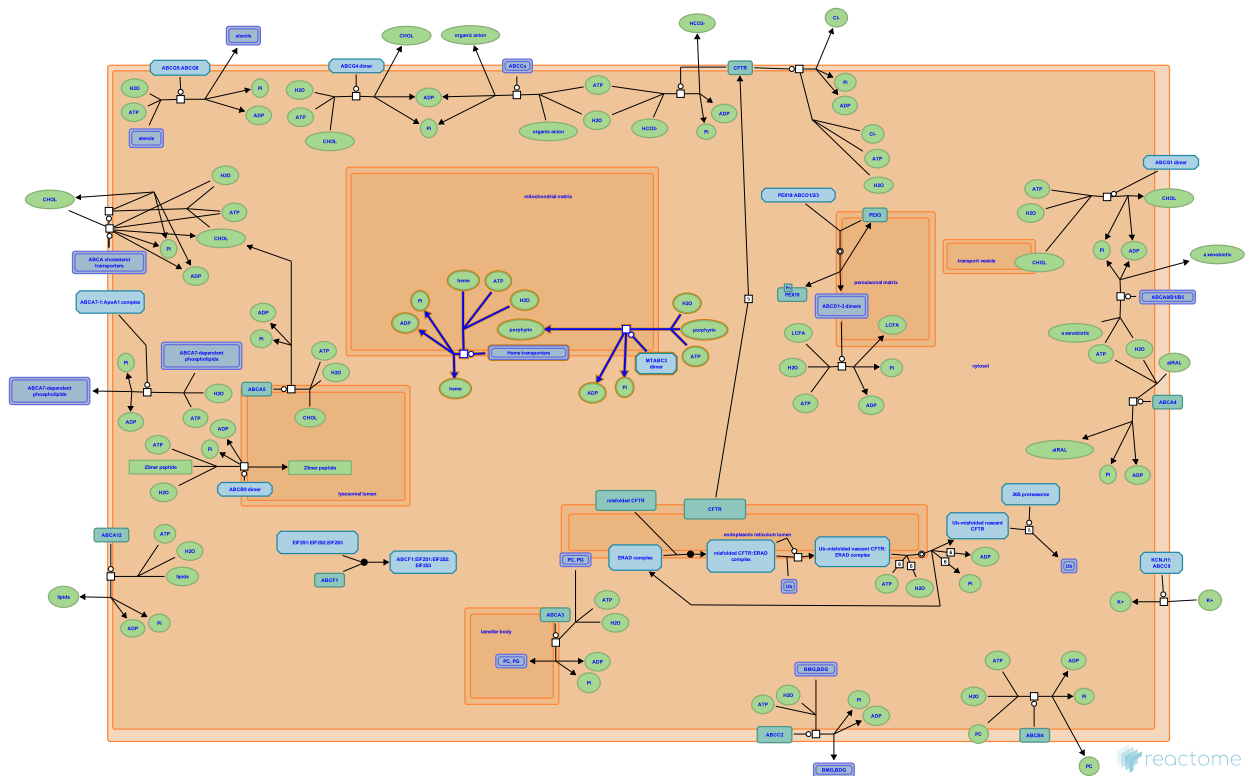 Cl-
HCO3-
sterols
CHOL
organic anion
ABCG5:ABCG8
ABCG4 dimer
ABCCs
CFTR
H2O
Pi
H2O
ADP
ATP
Pi
ADP
ATP
ADP
ATP
Pi
H2O
HCO3-
ADP
Pi
sterols
CHOL
organic anion
Cl-
ATP
H2O
ABCG1 dimer
H2O
mitochondrial matrix
PEX19:ABCD1/2/3
ATP
CHOL
CHOL
ATP
PEX3
H2O
CHOL
Pi
ADP
Pi
ADP
a xenobiotic
ABCA cholesterol
transporters
transport vesicle
CHOL
heme
ATP
peroxisomal matrix
Pn
PEX19
ABCA7-1:ApoA1 complex
Pi
H2O
H2O
ABCD1-3 dimers
ABCA8/B1/B5
ADP
ADP
porphyrin
porphyrin
LCFA
LCFA
a xenobiotic
Pi
ABCA7-dependent
phospholipids
Heme transporters
MTABC3
dimer
ATP
ATP
H2O
cytosol
Pi
ATP
H2O
H2O
Pi
atRAL
ABCA7-dependent
phospholipids
H2O
ABCA5
heme
ADP
Pi
ATP
ADP
ABCA4
ADP
ATP
CHOL
ADP
ATP
Pi
atRAL
23mer peptide
23mer peptide
Pi
ADP
H2O
ABCB9 dimer
lysosomal lumen
misfolded CFTR
CFTR
26S proteasome
ABCA12
ATP
EIF2S1:EIF2S2:EIF2S3
endoplasmic reticulum lumen
Ub-misfolded nascent
CFTR
H2O
ABCF1:EIF2S1:EIF2S2:
EIF2S3
PC, PG
ERAD complex
misfolded CFTR:ERAD
complex
Ub-misfolded nascent CFTR:
ERAD complex
ADP
Ub
KCNJ11:
ABCC9
lipids
ABCF1
Ub
ATP
H2O
Pi
lipids
ATP
K+
K+
ADP
Pi
ABCA3
H2O
lamellar body
PC, PG
ADP
Pi
BMG,BDG
ATP
ADP
H2O
ATP
Pi
ADP
H2O
Pi
ABCC2
PC
ABCB4
BMG,BDG
PC
reactome